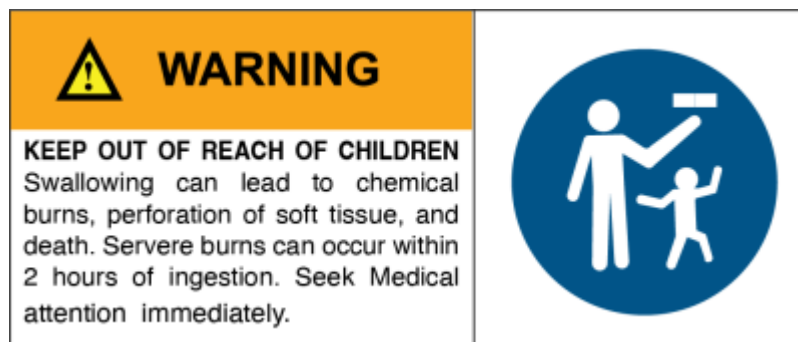 WARNING
KEEP OUT OF REACH OF CHILDREN
Swallowing can lead to chemical
burns, perforation of soft tissue, and
death. Servere burns can occur within
2 hours of ingestion. Seek Medical
attention immediately.